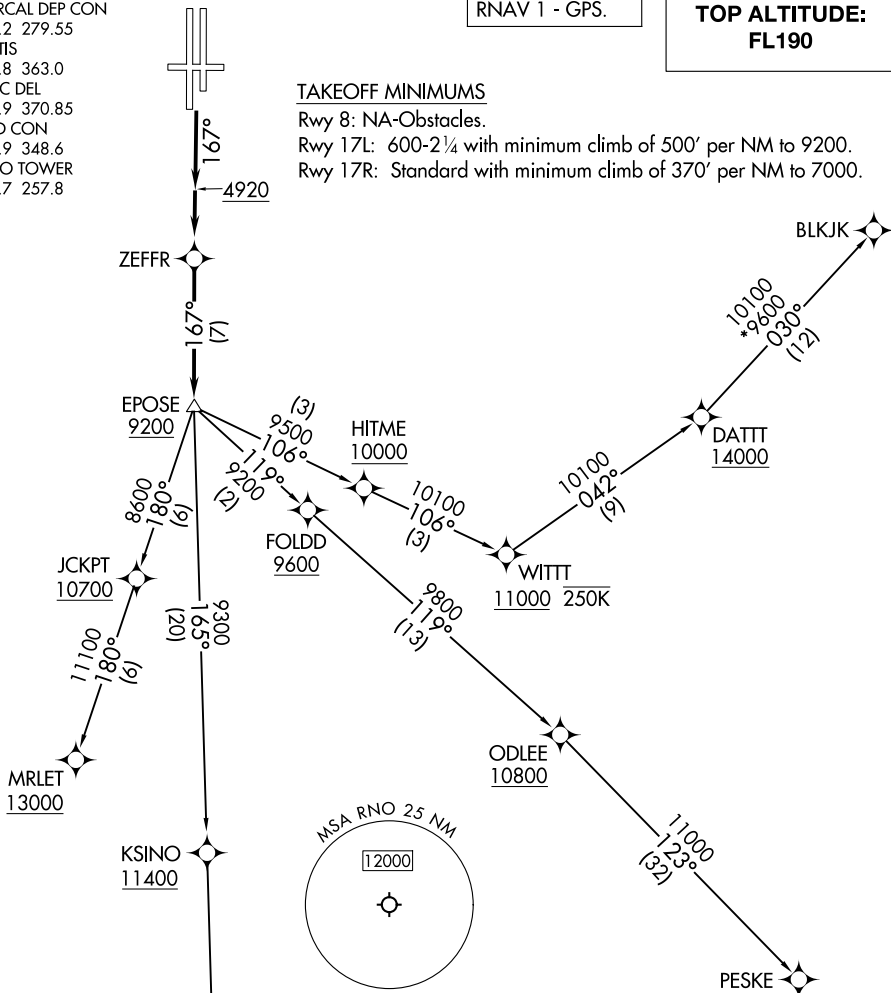 RCAL DEP CON
.2 279.55
TIS
.8 363.0
C DEL
.9 370.85
D CON
.9 348.6
O TOWER
.7 257.8
RNAV 1 - GPS.
TOP ALTITUDE:
FL190
TAKEOFF MINIMUMS
Rwy 8: NA-Obstacles.
Rwy 17L: 600-2¼ with minimum climb of 500' per NM to 9200.
Rwy 17R: Standard with minimum climb of 370' per NM to 7000.
167°
4920
ZEFFR
167°
(7)
EPOSE
9200
(3)
9500
106°
HITME
10000
119°
9200
(2)
FOLDD
9600
10100
106°
(3)
WITTT
11000 250K
10100
042°
(9)
DATTT
14000
10100
*9600
030°
(12)
BLKJK
8600
180°
(6)
JCKPT
10700
11100
180°
(6)
MRLET
13000
9300
165°
(20)
KSINO
11400
9800
119°
(13)
ODLEE
10800
11000
123°
(32)
PESKE
MSA RNO 25 NM
12000